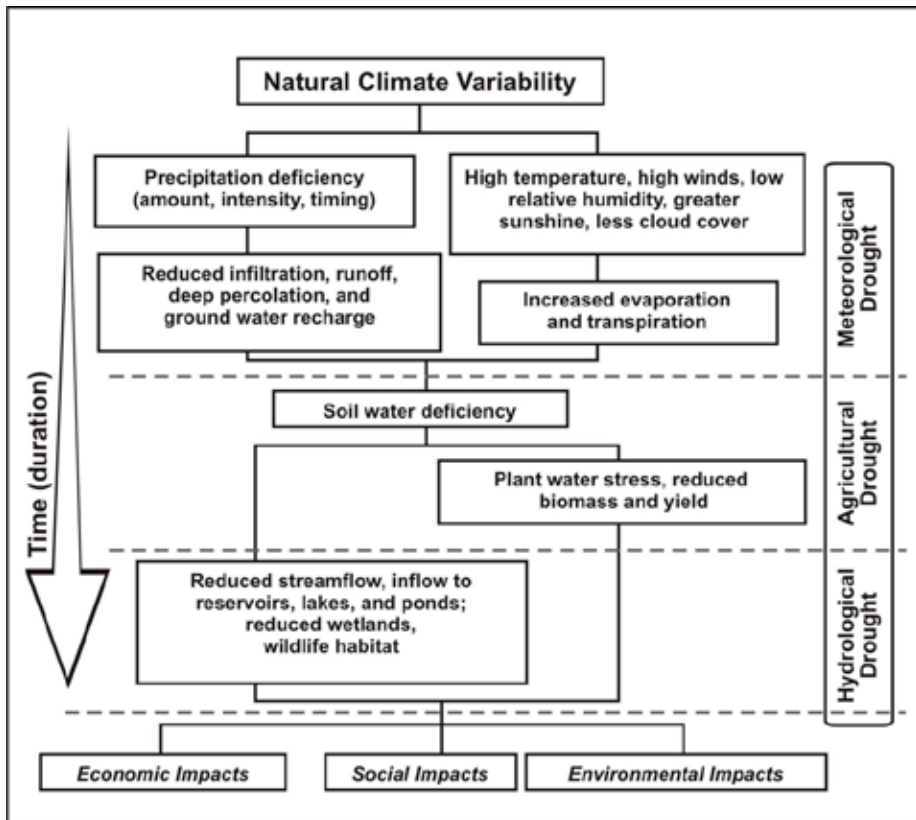 Natural Climate Variability
Precipitation deficiency
(amount, intensity, timing)
High temperature, high winds, low
relative humidity, greater
sunshine, less cloud cover
Reduced infiltration, runoff,
deep percolation, and
ground water recharge
Increased evaporation
and transpiration
Meteorological
Drought
Time (duration)
Soil water deficiency
Plant water stress, reduced
biomass and yield
Agricultural
Drought
Reduced streamflow, inflow to
reservoirs, lakes, and ponds;
reduced wetlands,
wildlife habitat
Hydrological
Drought
Economic Impacts
Social Impacts
Environmental Impacts